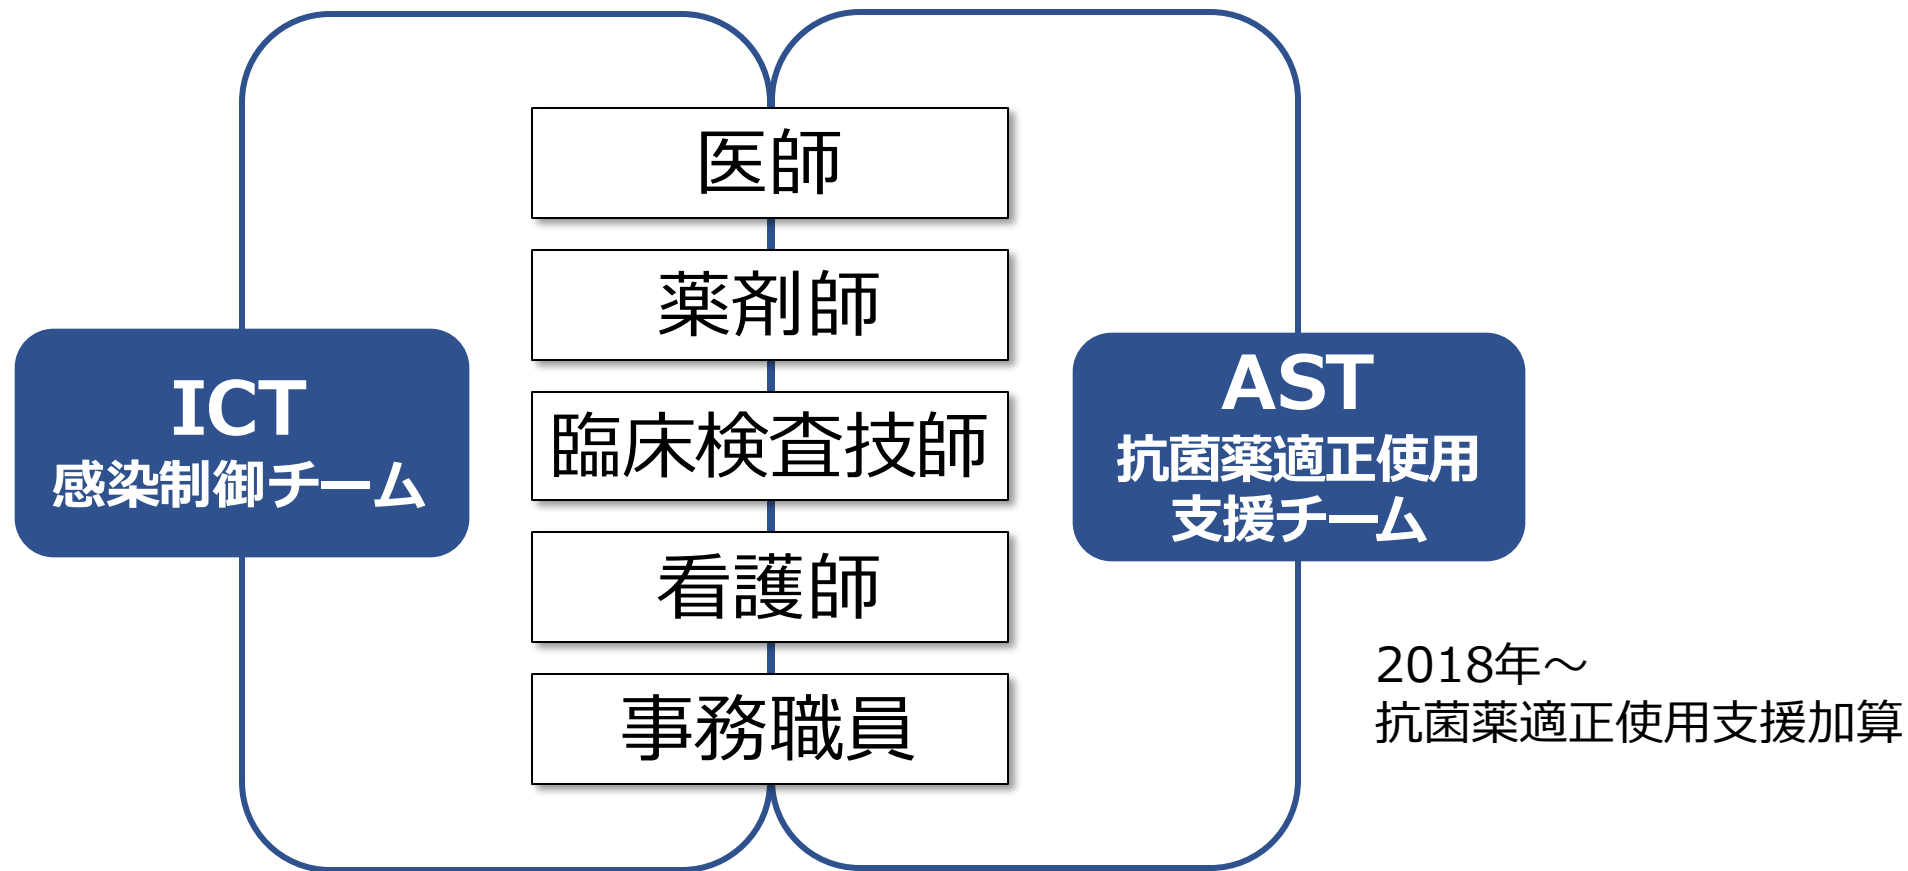 医師
薬剤師
臨床検査技師
看護師
事務職員
ICT
感染制御チーム
AST
抗菌薬適正使用
支援チーム
2018年～
抗菌薬適正使用支援加算